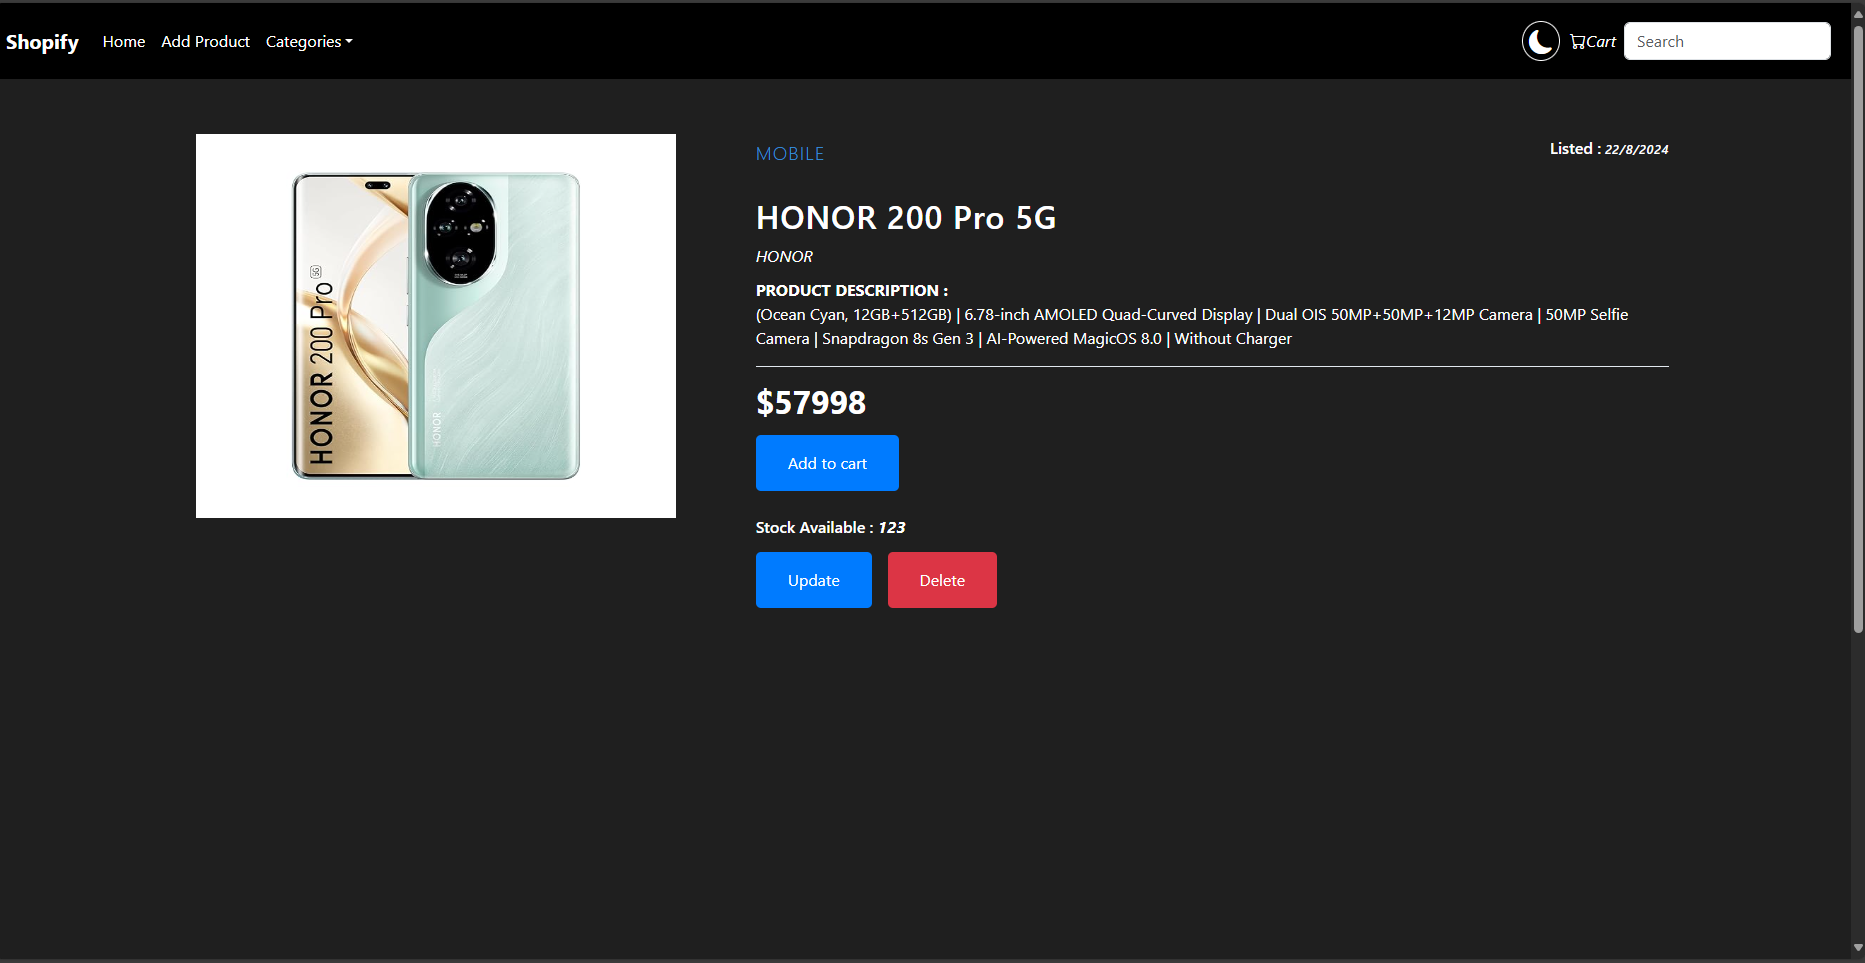 Shopify Home Add Product Categories Cart Search
MOBILE
Listed : 22/8/2024
HONOR 200 Pro 5G
HONOR 200 Pro 5G
HONOR
HONOR
PRODUCT DESCRIPTION :
(Ocean Cyan, 12GB+512GB) | 6.78-inch AMOLED Quad-Curved Display | Dual OIS 50MP+50MP+12MP Camera | 50MP Selfie
Camera | Snapdragon 8s Gen 3 | AI-Powered MagicOS 8.0 | Without Charger
$57998
Add to cart
Stock Available : 123
Update Delete